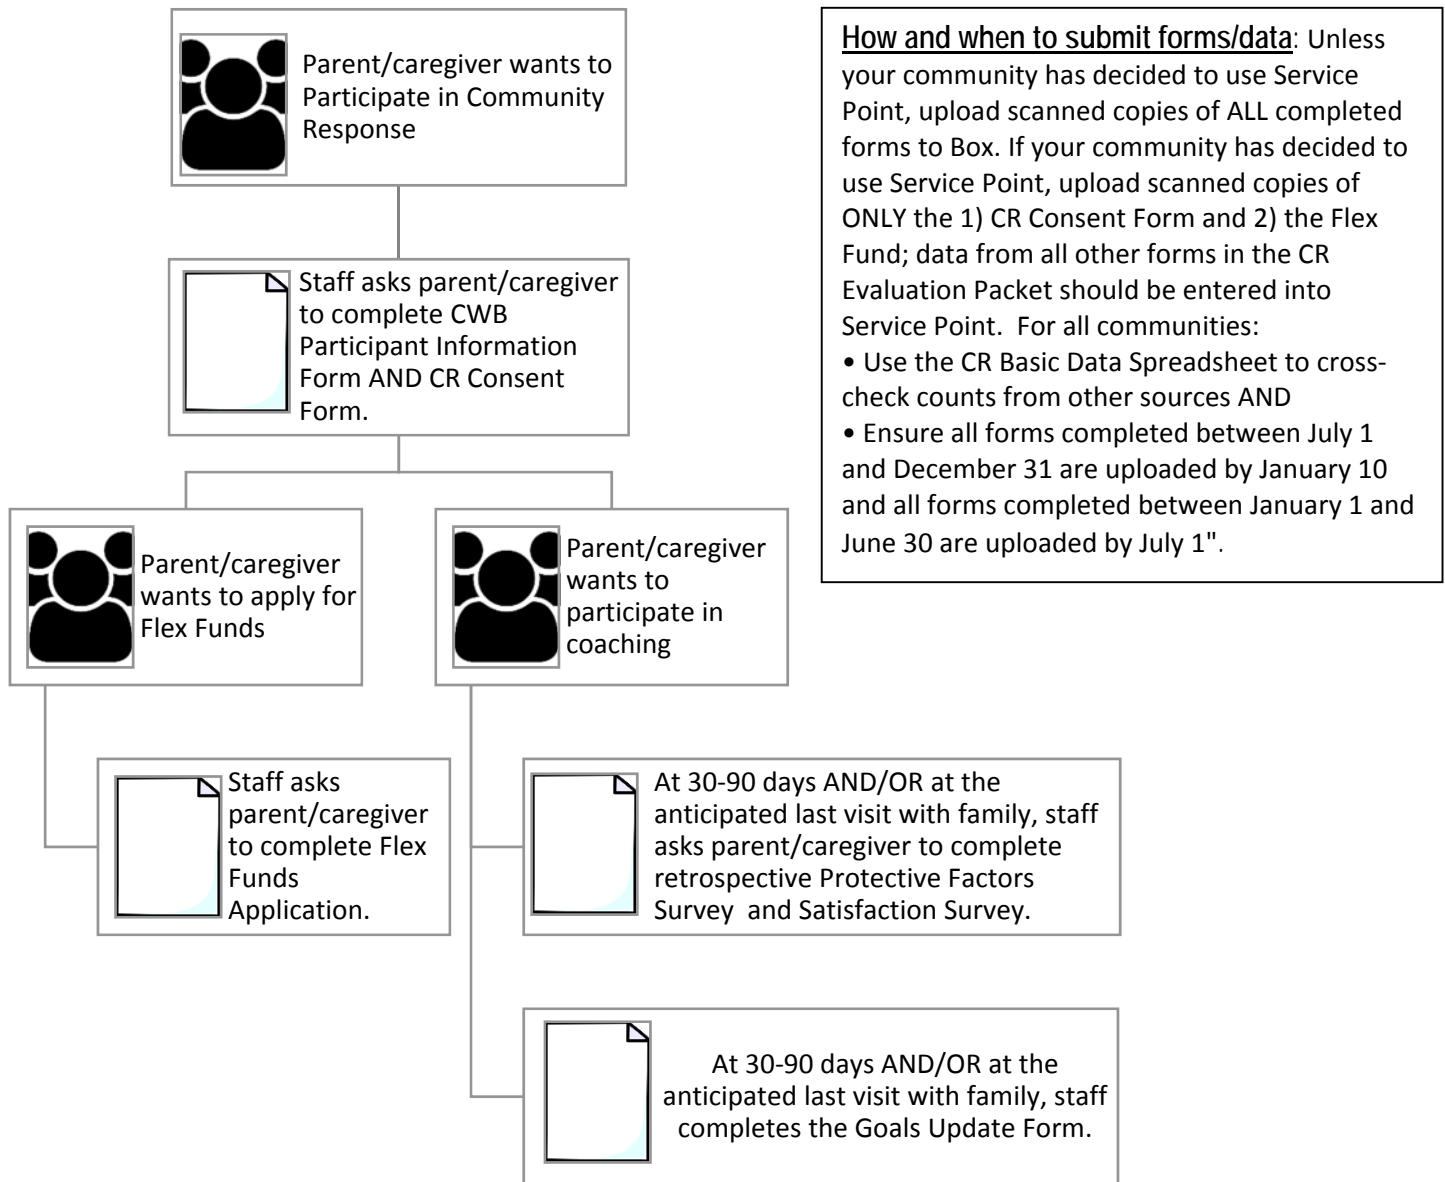 Parent/caregiver wants to
Participate in Community
Response
How and when to submit forms/data: Unless
your community has decided to use Service
Point, upload scanned copies of ALL completed
forms to Box. If your community has decided to
use Service Point, upload scanned copies of
ONLY the 1) CR Consent Form and 2) the Flex
Fund; data from all other forms in the CR
Evaluation Packet should be entered into
Service Point.  For all communities:
• Use the CR Basic Data Spreadsheet to cross-
check counts from other sources AND
• Ensure all forms completed between July 1
and December 31 are uploaded by January 10
and all forms completed between January 1 and
June 30 are uploaded by July 1".
Staff asks parent/caregiver
to complete CWB
Participant Information
Form AND CR Consent
Form.
Parent/caregiver
wants to apply for
Flex Funds
Parent/caregiver
wants to
participate in
coaching
Staff asks
parent/caregiver
to complete Flex
Funds
Application.
At 30-90 days AND/OR at the
anticipated last visit with family, staff
asks parent/caregiver to complete
retrospective Protective Factors
Survey  and Satisfaction Survey.
At 30-90 days AND/OR at the
anticipated last visit with family, staff
completes the Goals Update Form.